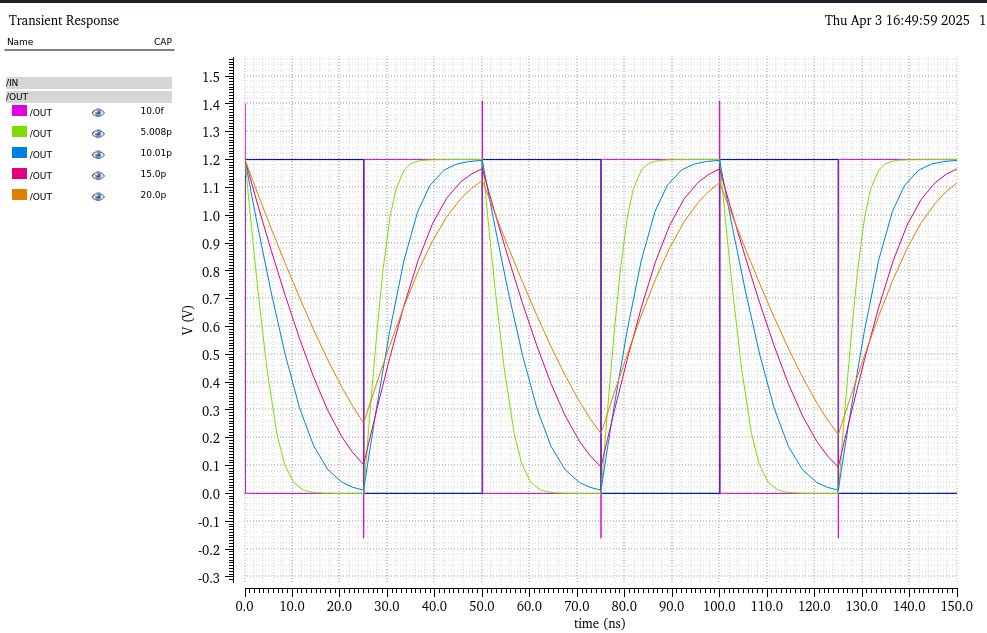 Transient Response Thu Apr 3 16:49:59 2025 1
Name CAP
/IN
/OUT
/OUT 10.0f
/OUT 5.008p
/OUT 10.01p
/OUT 15.0p
/OUT 20.0p
1.5
1.4
1.3
1.2
1.1
1.0
0.9
0.8
0.7
0.6
0.5
0.4
0.3
0.2
0.1
0.0
-0.1
-0.2
-0.3
V (V)
0.0 10.0 20.0 30.0 40.0 50.0 60.0 70.0 80.0 90.0 100.0 110.0 120.0 130.0 140.0 150.0
time (ns)